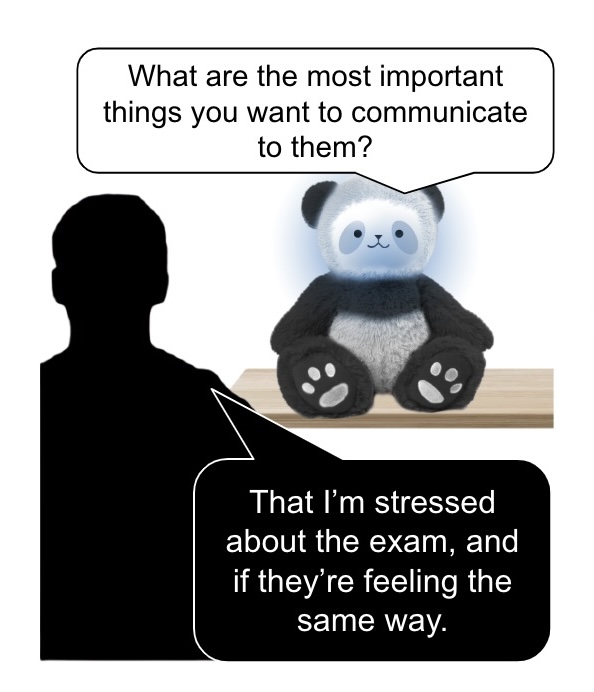 What are the most important
things you want to communicate
to them?
That I’m stressed
about the exam, and
if they’re feeling the
same way.